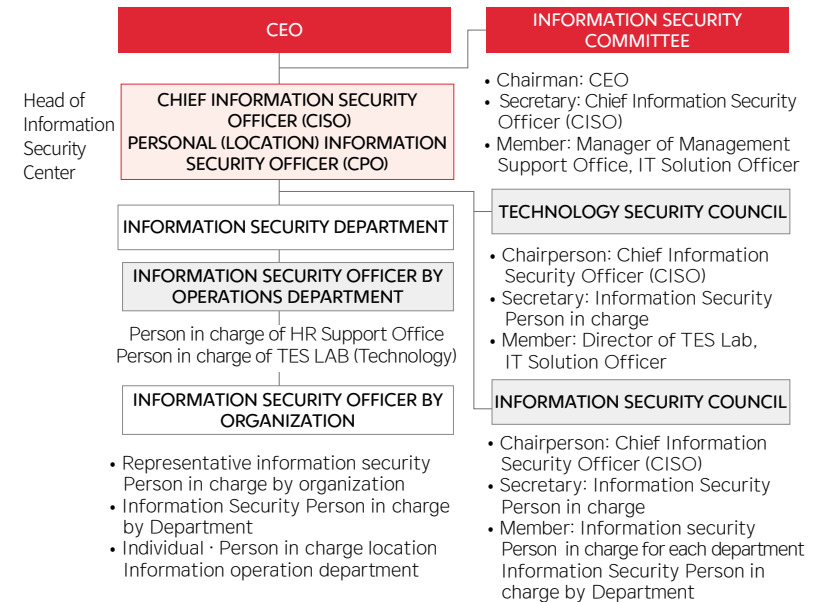 CEO
Head of
Information
Security
Center
CHIEF INFORMATION SECURITY
OFFICER (CISO)
PERSONAL (LOCATION) INFORMATION
SECURITY OFFICER (CPO)
INFORMATION SECURITY DEPARTMENT
INFORMATION SECURITY OFFICER BY
OPERATIONS DEPARTMENT
Person in charge of HR Support Office
Person in charge of TES LAB (Technology)
INFORMATION SECURITY OFFICER BY
ORGANIZATION
• Representative information security
Person in charge by organization
• Information Security Person in charge
by Department
• Individual · Person in charge location
Information operation department
INFORMATION SECURITY
COMMITTEE
• Chairman: CEO
• Secretary: Chief Information Security
Officer (CISO)
• Member: Manager of Management
Support Office, IT Solution Officer
TECHNOLOGY SECURITY COUNCIL
• Chairperson: Chief Information
Security Officer (CISO)
• Secretary: Information Security
Person in charge
• Member: Director of TES Lab,
IT Solution Officer
INFORMATION SECURITY COUNCIL
• Chairperson: Chief Information
Security Officer (CISO)
• Secretary: Information Security
Person in charge
• Member: Information security
Person in charge for each department
Information Security Person in
charge by Department